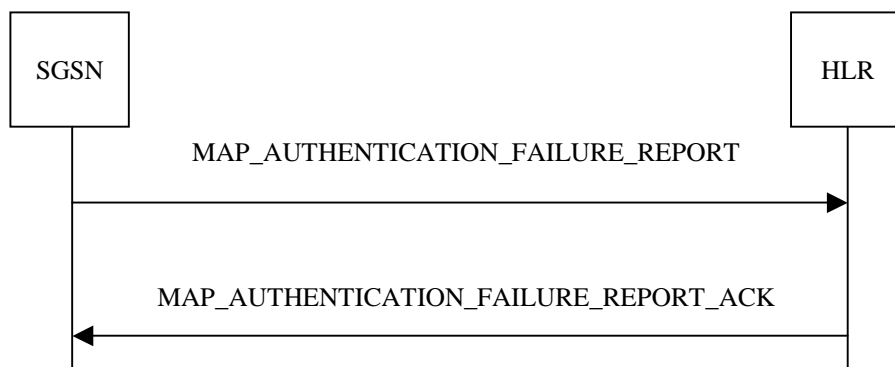 SGSN
HLR
MAP_AUTHENTICATION_FAILURE_REPORT
MAP_AUTHENTICATION_FAILURE_REPORT_ACK